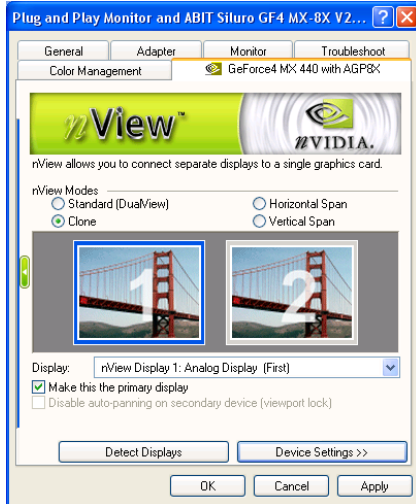 Plug and Play Monitor and ABIT Siluro GF4 MX-8X V2...
General Adapter Monitor Troubleshoot
Color Management GeForce4 MX 440 with AGP8X
nView™
nVIDIA.
nView allows you to connect separate displays to a single graphics card.
nView Modes
Standard (DualView) Horizontal Span
Clone Vertical Span
1 2
Display: nView Display 1: Analog Display (First)
Make this the primary display
Disable auto-panning on secondary device (viewport lock)
Detect Displays Device Settings >>
OK Cancel Apply